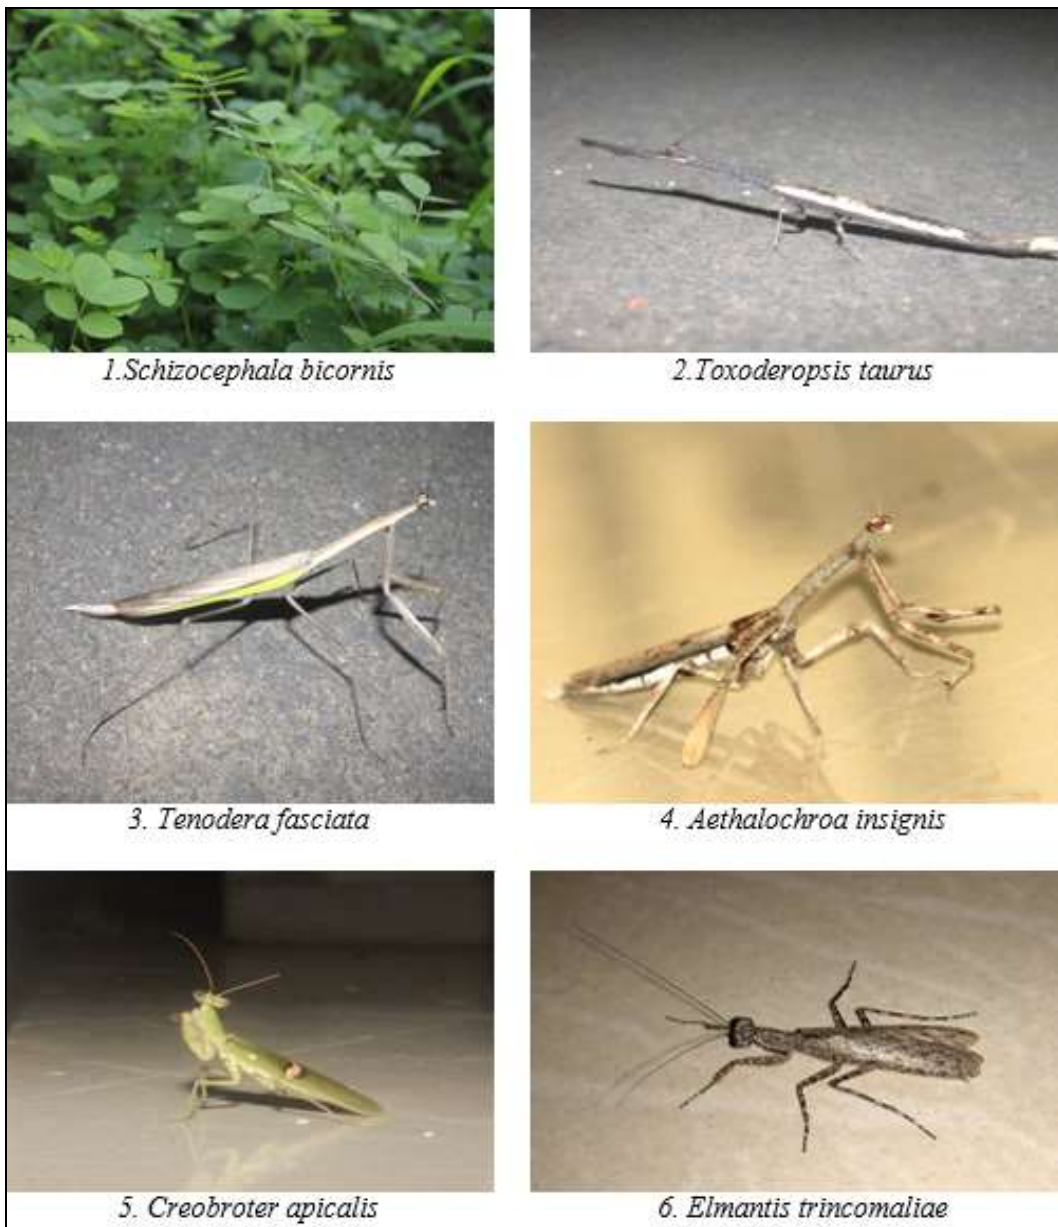 1.Schizocephala bicornis
2.Toxoderopsis taurus
3. Tenodera fasciata
4. Aethalochroa insignis
5. Creobroter apicalis
6. Elmantis trincomaliae